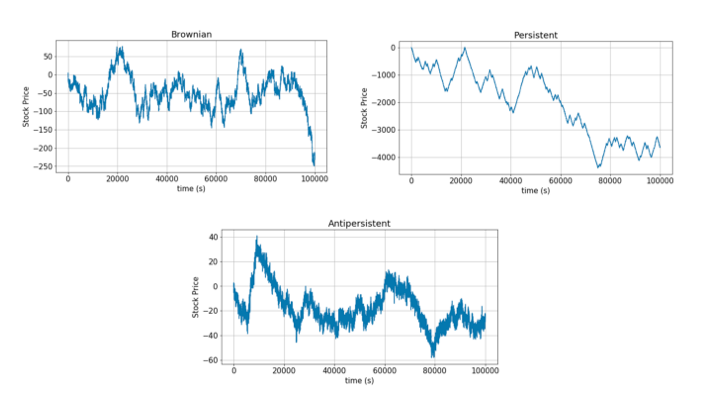 Brownian
Stock Price
50
0
−50
−100
−150
−200
−250
0 20000 40000 60000 80000 100000
time (s)
Persistent
Stock Price
0
−1000
−2000
−3000
−4000
0 20000 40000 60000 80000 100000
time (s)
Antipersistent
Stock Price
40
20
0
−20
−40
−60
0 20000 40000 60000 80000 100000
time (s)